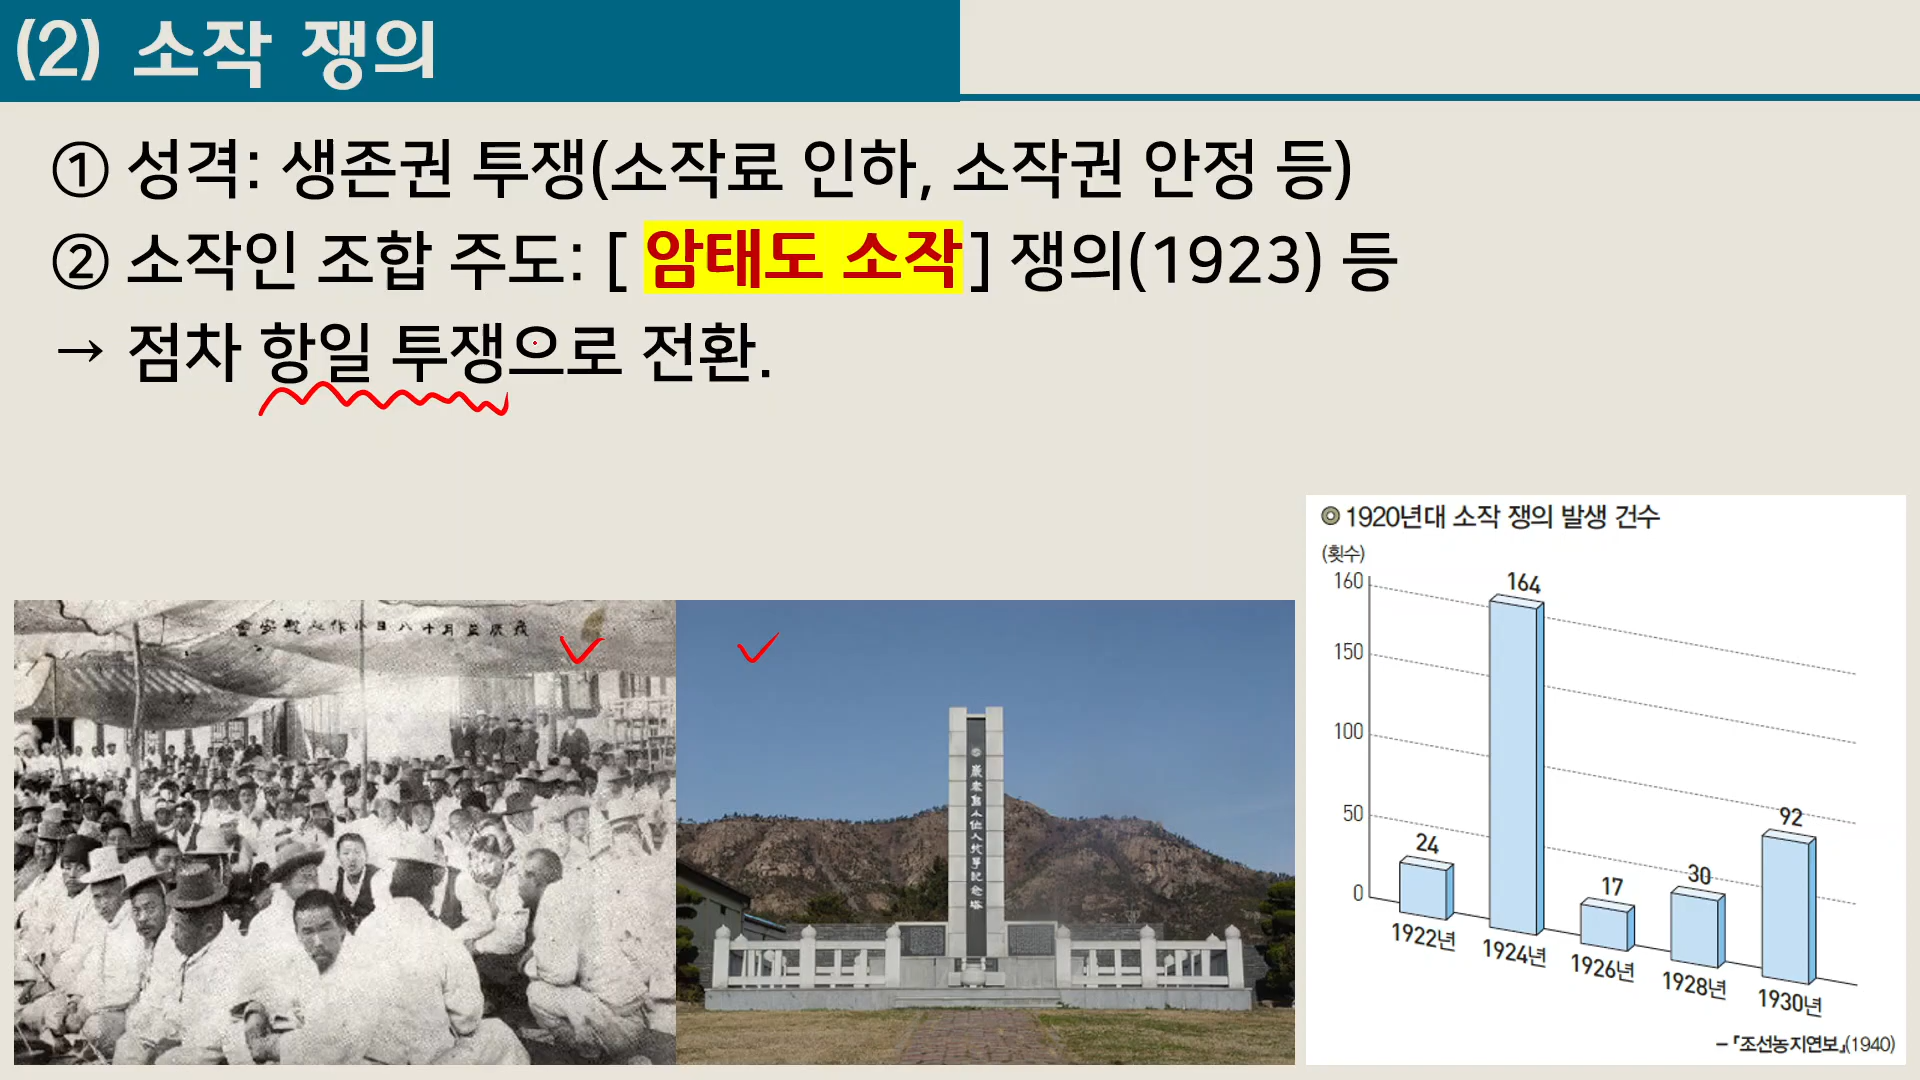 (2) 소작 쟁의
① 성격: 생존권 투쟁(소작료 인하, 소작권 안정 등)
② 소작인 조합 주도: [ 암태도 소작 ] 쟁의(1923) 등
→ 점차 항일 투쟁으로 전환.
1920년대 소작 쟁의 발생 건수
(횟수)
160
150
100
50
0
24
164
17
30
92
1922년
1924년
1926년
1928년
1930년
– 『조선농지연보』(1940)